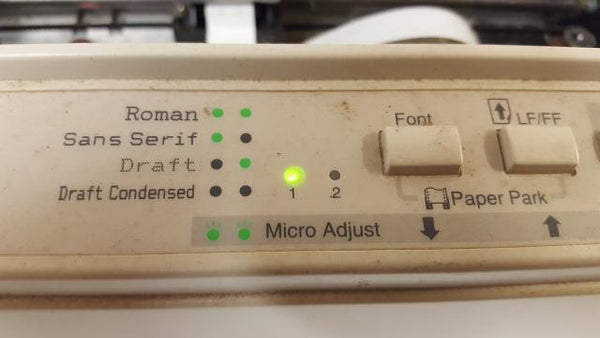 Roman
Font
LF/FF
Sans Serif
Draft
Draft Condensed
1
2
Paper Park
Micro Adjust